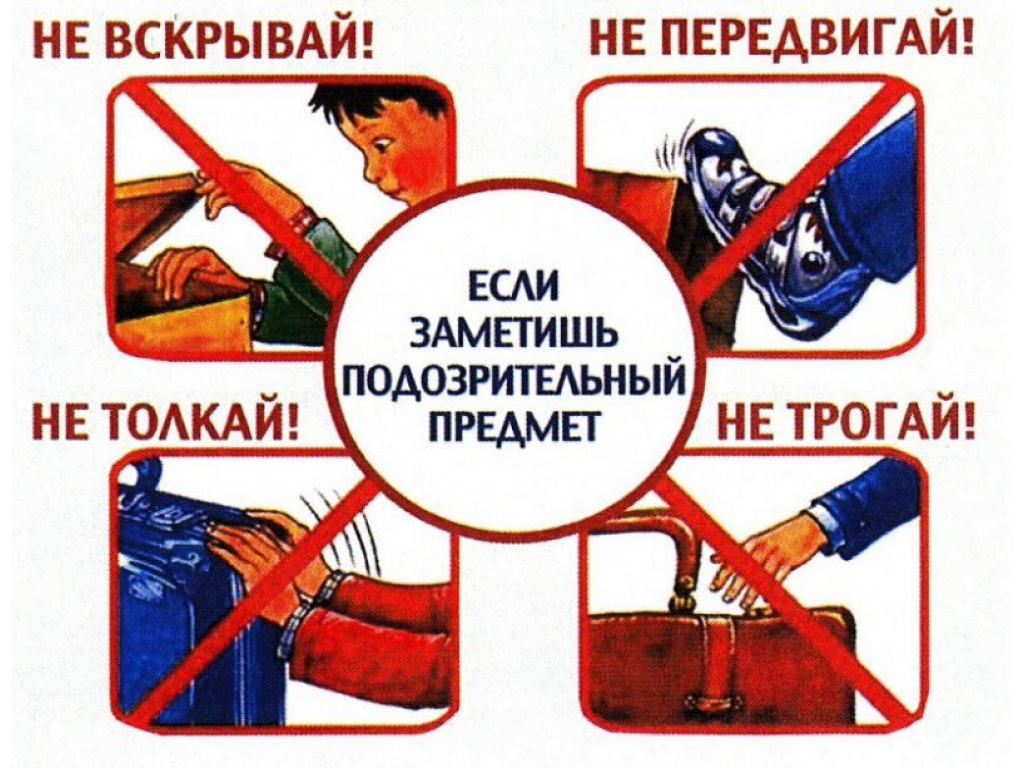 НЕ ВСКРЫВАЙ!
НЕ ПЕРЕДВИГАЙ!
ЕСЛИ
ЗАМЕТИШЬ
ПОДОЗРИТЕЛЬНЫЙ
ПРЕДМЕТ
НЕ ТОЛКАЙ!
НЕ ТРОГАЙ!